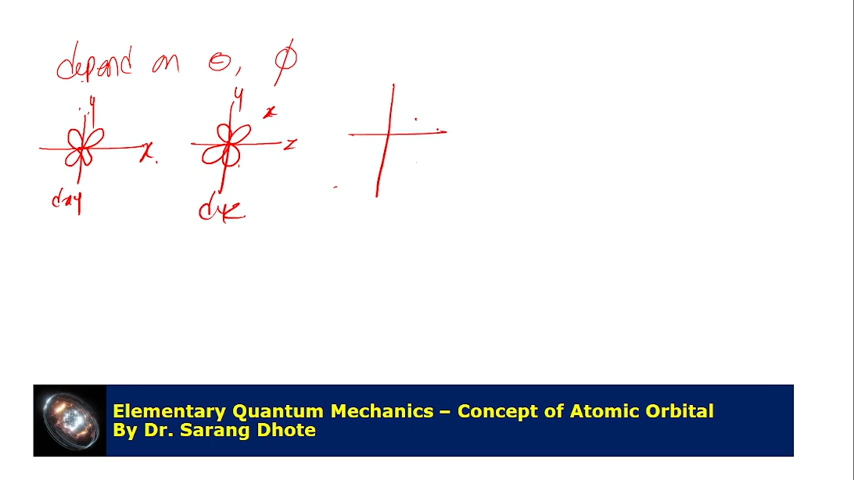 depend on θ, φ
y
y
x
x
z
dxy
dyz
Elementary Quantum Mechanics – Concept of Atomic Orbital
By Dr. Sarang Dhote